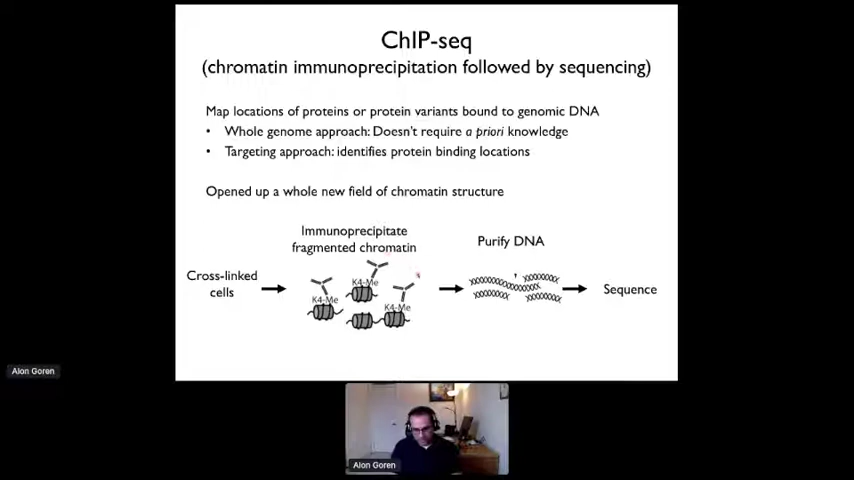 ChIP-seq
(chromatin immunoprecipitation followed by sequencing)
Map locations of proteins or protein variants bound to genomic DNA
• Whole genome approach: Doesn't require a priori knowledge
• Targeting approach: identifies protein binding locations
Opened up a whole new field of chromatin structure
Immunoprecipitate
fragmented chromatin
Purify DNA
Cross-linked
cells
K4-Me
K4-Me
K4-Me
Sequence
Alon Goren
Alon Goren